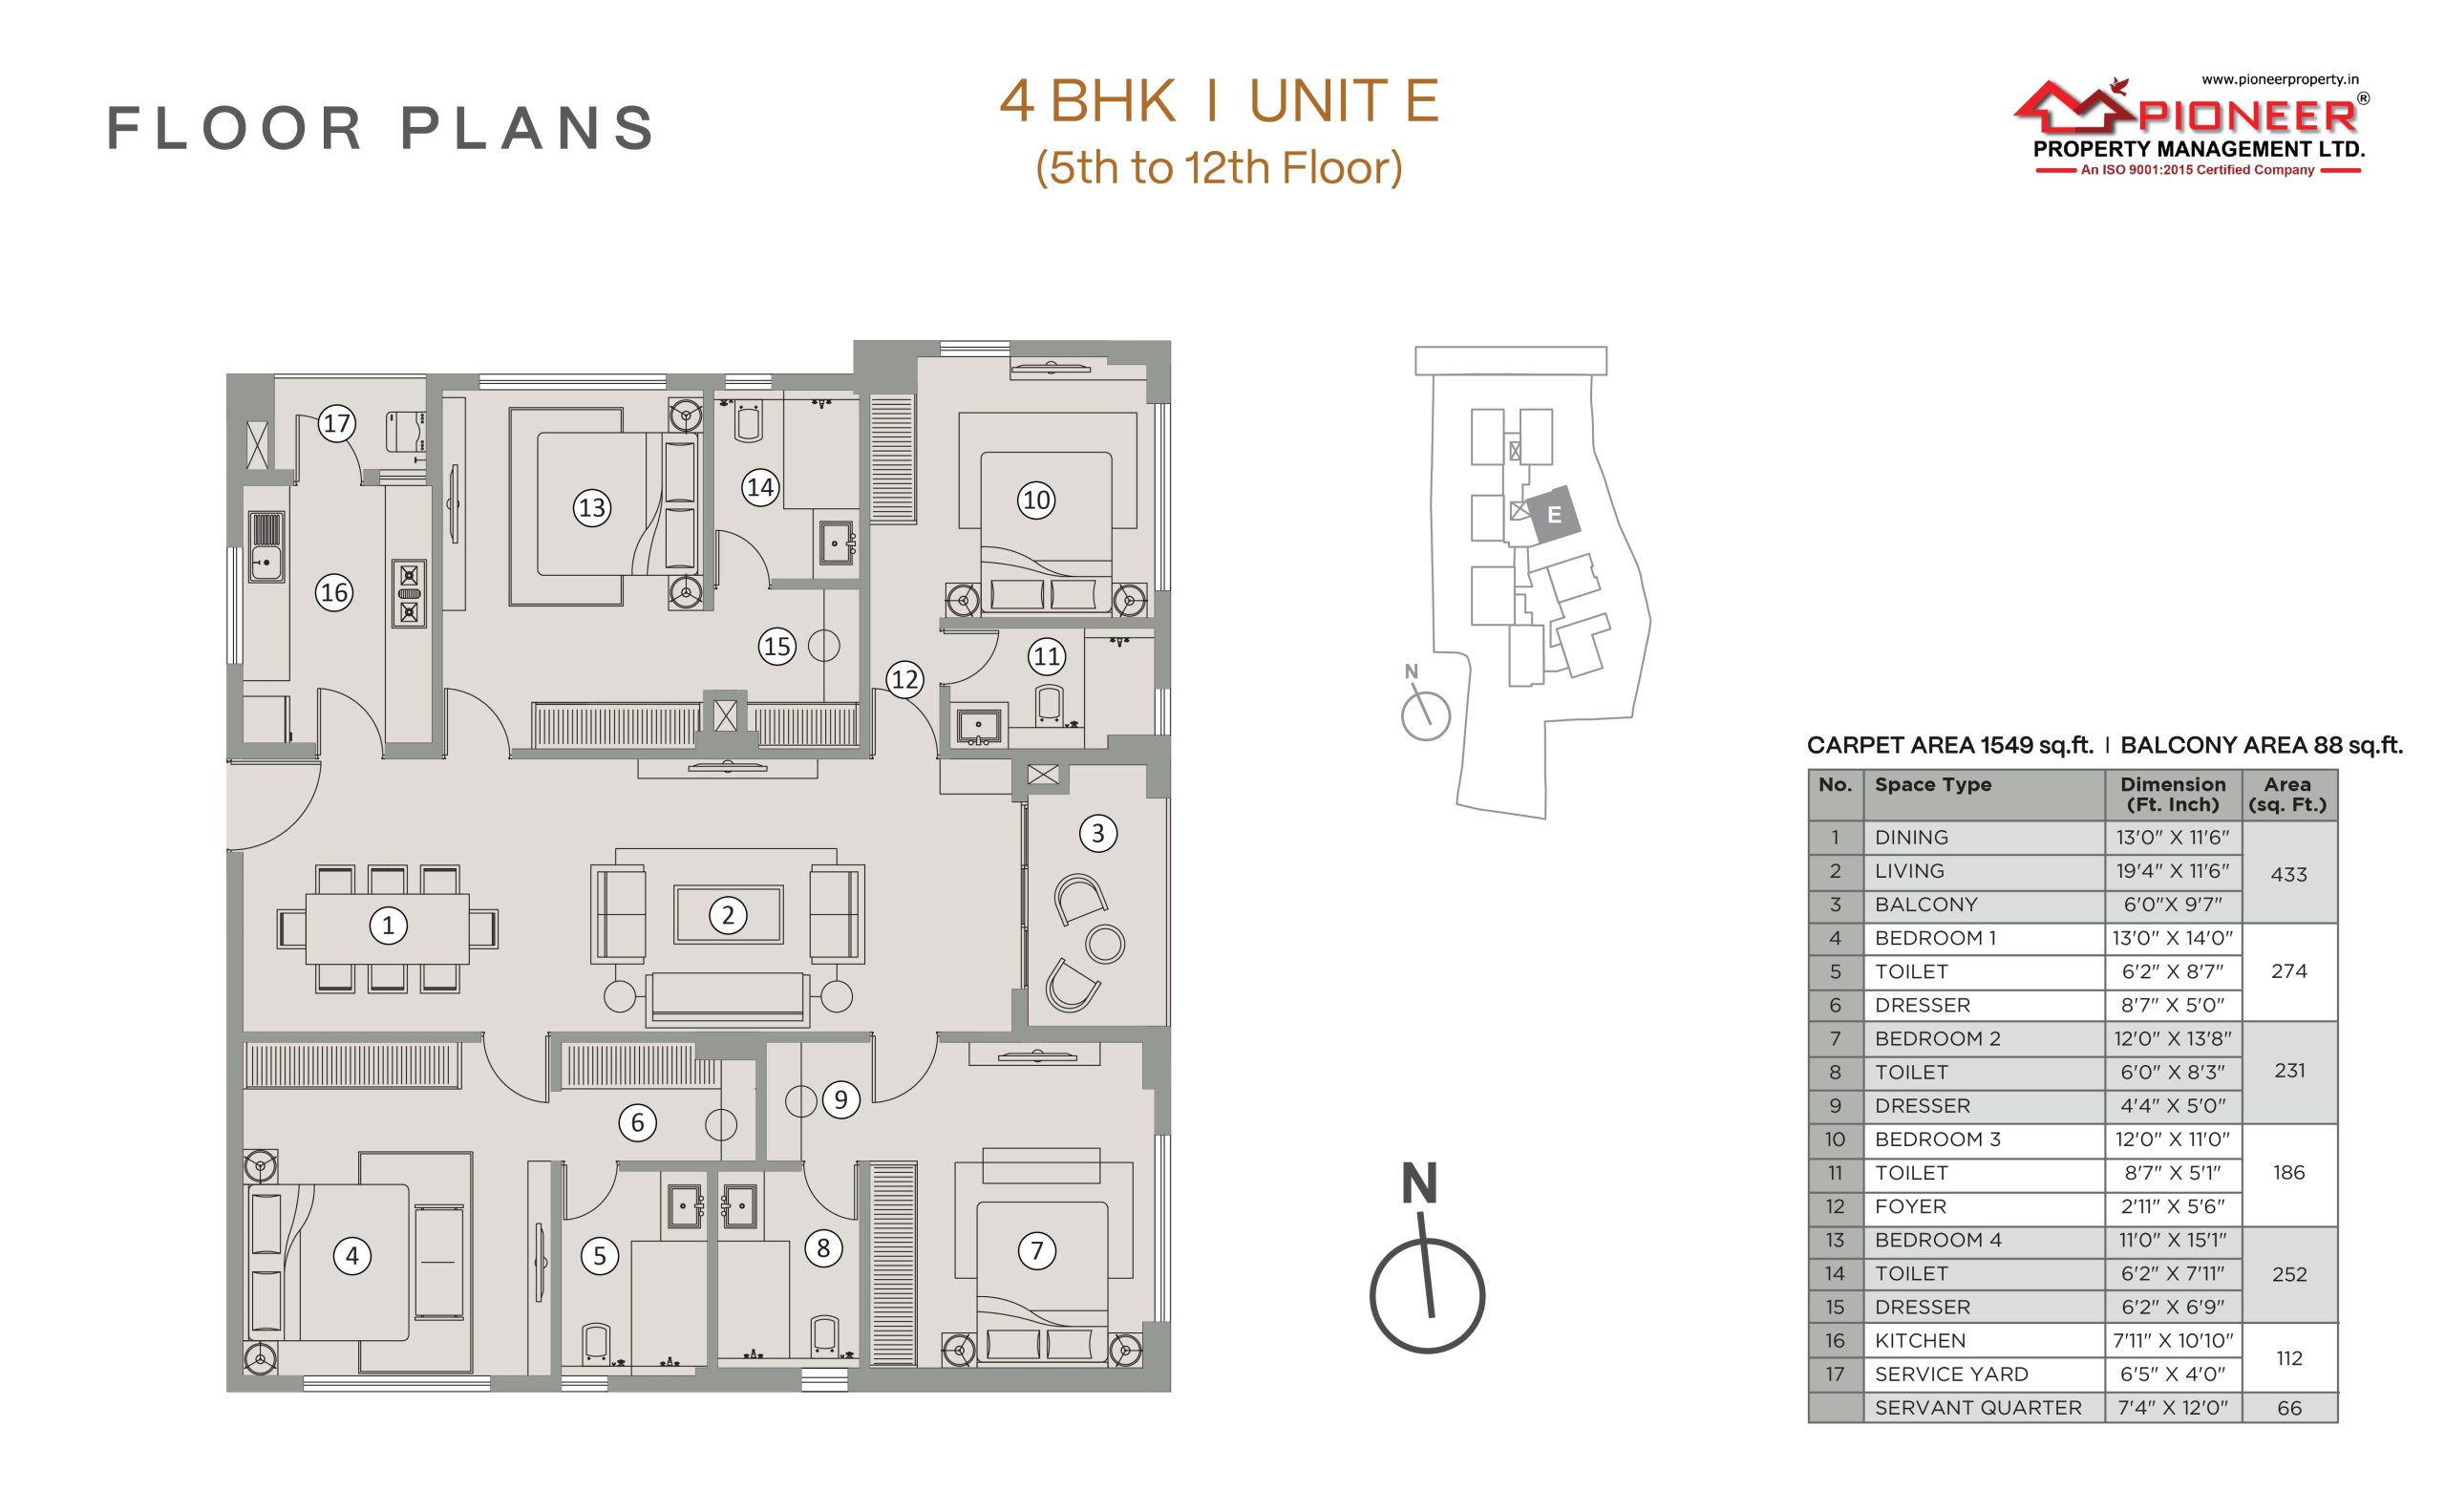 FLOOR PLANS
4 BHK | UNIT E
(5th to 12th Floor)
www.pioneerproperty.in
PIONEER®
PROPERTY MANAGEMENT LTD.
An ISO 9001:2015 Certified Company
17
13
14
10
16
15
11
12
3
1
2
9
6
4
5
8
7
E
N
N
CARPET AREA 1549 sq.ft. | BALCONY AREA 88 sq.ft.
No. Space Type Dimension (Ft. Inch) Area (sq. Ft.)
1 DINING 13'0" X 11'6"
2 LIVING 19'4" X 11'6" 433
3 BALCONY 6'0"X 9'7"
4 BEDROOM 1 13'0" X 14'0"
5 TOILET 6'2" X 8'7" 274
6 DRESSER 8'7" X 5'0"
7 BEDROOM 2 12'0" X 13'8"
8 TOILET 6'0" X 8'3" 231
9 DRESSER 4'4" X 5'0"
10 BEDROOM 3 12'0" X 11'0"
11 TOILET 8'7" X 5'1" 186
12 FOYER 2'11" X 5'6"
13 BEDROOM 4 11'0" X 15'1"
14 TOILET 6'2" X 7'11" 252
15 DRESSER 6'2" X 6'9"
16 KITCHEN 7'11" X 10'10" 112
17 SERVICE YARD 6'5" X 4'0"
SERVANT QUARTER 7'4" X 12'0" 66